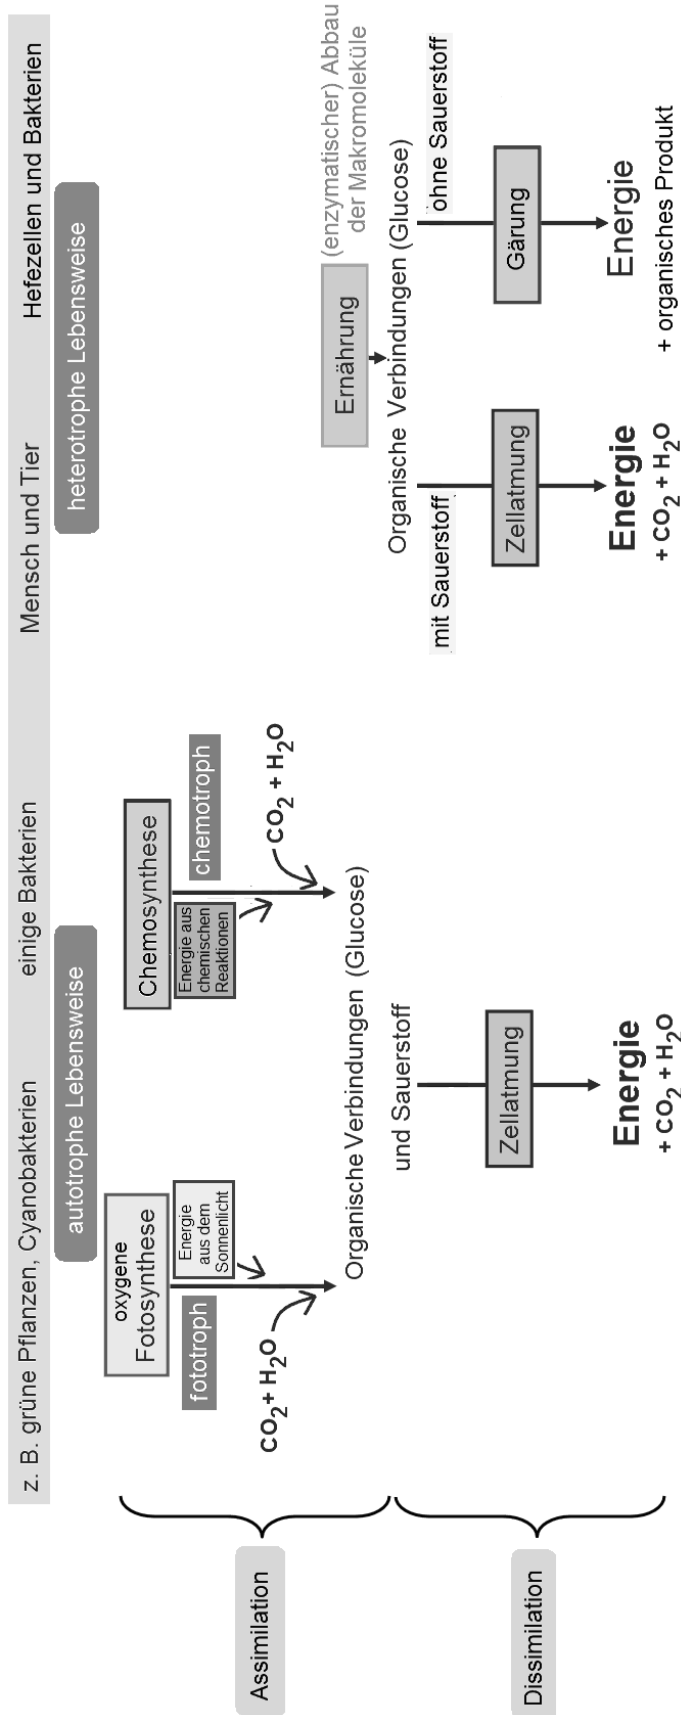 z. B. grüne Pflanzen, Cyanobakterien
einige Bakterien
Mensch und Tier
Hefezellen und Bakterien
autotrophe Lebensweise
heterotrophe Lebensweise
Assimilation
oxygene
Fotosynthese
fototroph
Energie
aus dem
Sonnenlicht
CO2+ H2O
Chemosynthese
Energie aus
chemischen
Reaktionen
chemotroph
CO2 + H2O
Organische Verbindungen (Glucose)
und Sauerstoff
Ernährung
(enzymatischer) Abbau
der Makromoleküle
Organische Verbindungen (Glucose)
Dissimilation
Zellatmung
Energie
+ CO2 + H2O
mit Sauerstoff
Zellatmung
Energie
+ CO2 + H2O
ohne Sauerstoff
Gärung
Energie
+ organisches Produkt